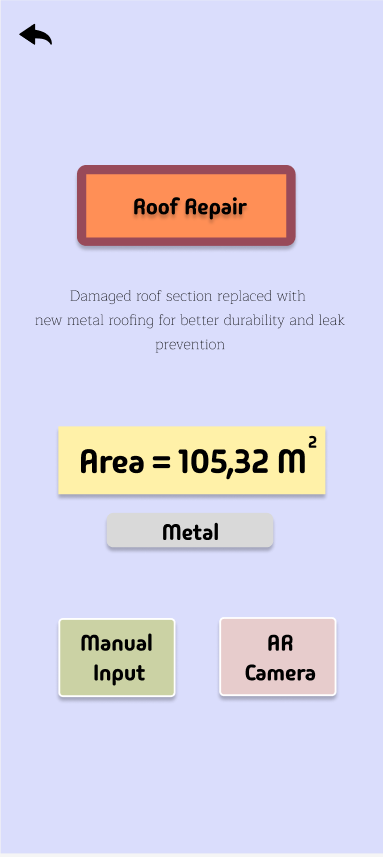 Roof Repair
Damaged roof section replaced with
new metal roofing for better durability and leak
prevention
Area = 105,32 M²
Metal
Manual
Input
AR
Camera